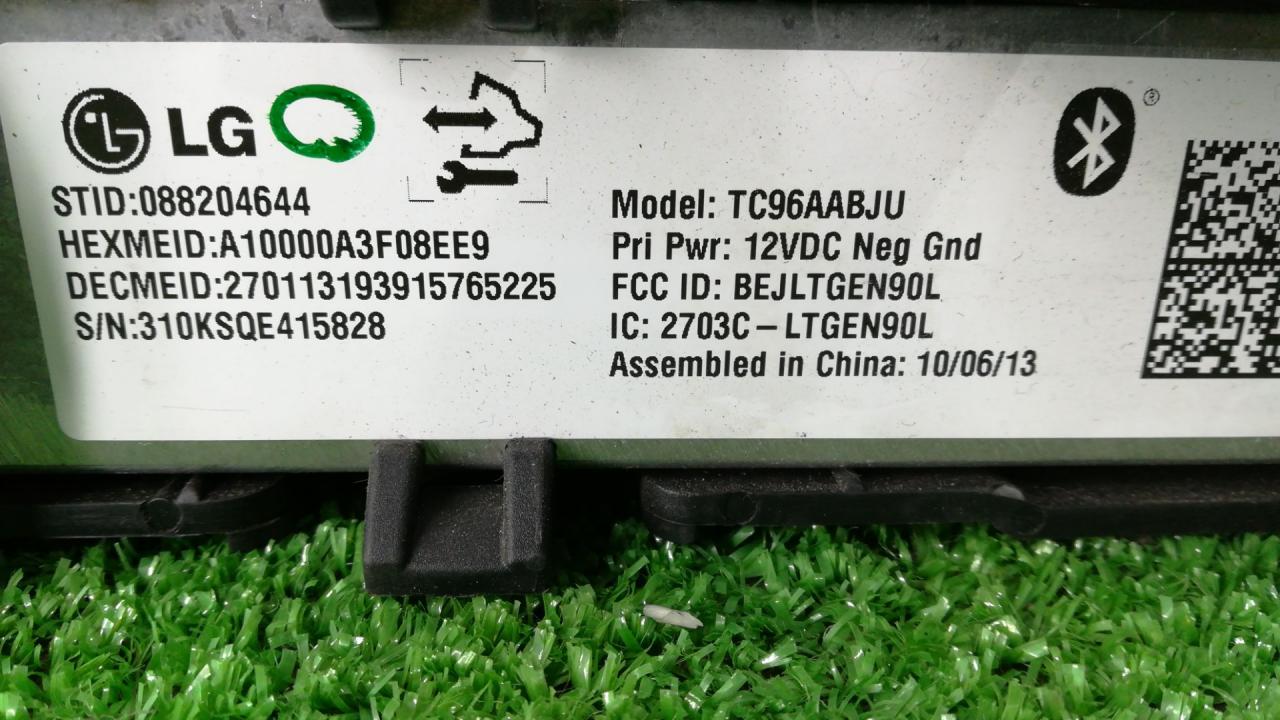 LG
STID:088204644
HEXMEID:A10000A3F08EE9
DECMEID:270113193915765225
S/N:310KSQE415828
Model: TC96AABJU
Pri Pwr: 12VDC Neg Gnd
FCC ID: BEJLTGEN90L
IC: 2703C–LTGEN90L
Assembled in China: 10/06/13
®